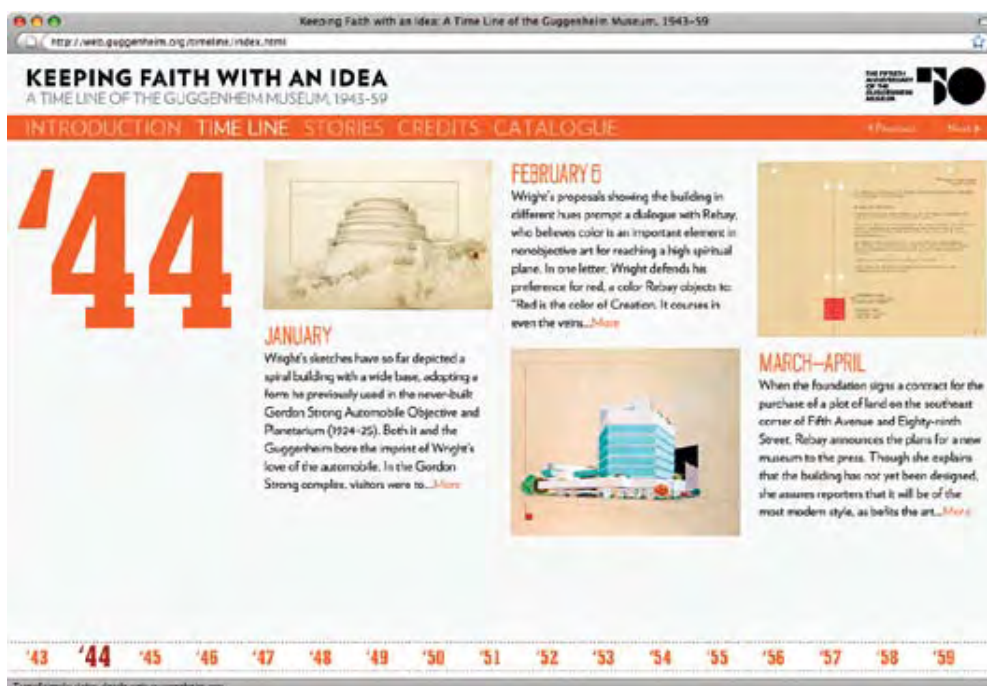 Keeping Faith with an Idea: A Time Line of the Guggenheim Museum, 1943–59
http://web.guggenheim.org/timeline/index.html
KEEPING FAITH WITH AN IDEA
A TIME LINE OF THE GUGGENHEIM MUSEUM, 1943-59
THE FIFTIETH
ANNIVERSARY
OF THE
GUGGENHEIM
MUSEUM
50
INTRODUCTION TIME LINE STORIES CREDITS CATALOGUE
Previous Next
'44
JANUARY
Wright's sketches have so far depicted a
spiral building with a wide base, adopting a
form he previously used in the never-built
Gordon Strong Automobile Objective and
Planetarium (1924-25). Both it and the
Guggenheim bore the imprint of Wright's
love of the automobile. In the Gordon
Strong complex, visitors were to...More
FEBRUARY 6
Wright's proposals showing the building in
different hues prompt a dialogue with Rebay,
who believes color is an important element in
nonobjective art for reaching a high spiritual
plane. In one letter, Wright defends his
preference for red, a color Rebay objects to:
"Red is the color of Creation. It courses in
even the veins...More
MARCH–APRIL
When the foundation signs a contract for the
purchase of a plot of land on the southeast
corner of Fifth Avenue and Eighty-ninth
Street, Rebay announces the plans for a new
museum to the press. Though she explains
that the building has not yet been designed,
she assures reporters that it will be of the
most modern style, as befits the art...More
'43 '44 '45 '46 '47 '48 '49 '50 '51 '52 '53 '54 '55 '56 '57 '58 '59